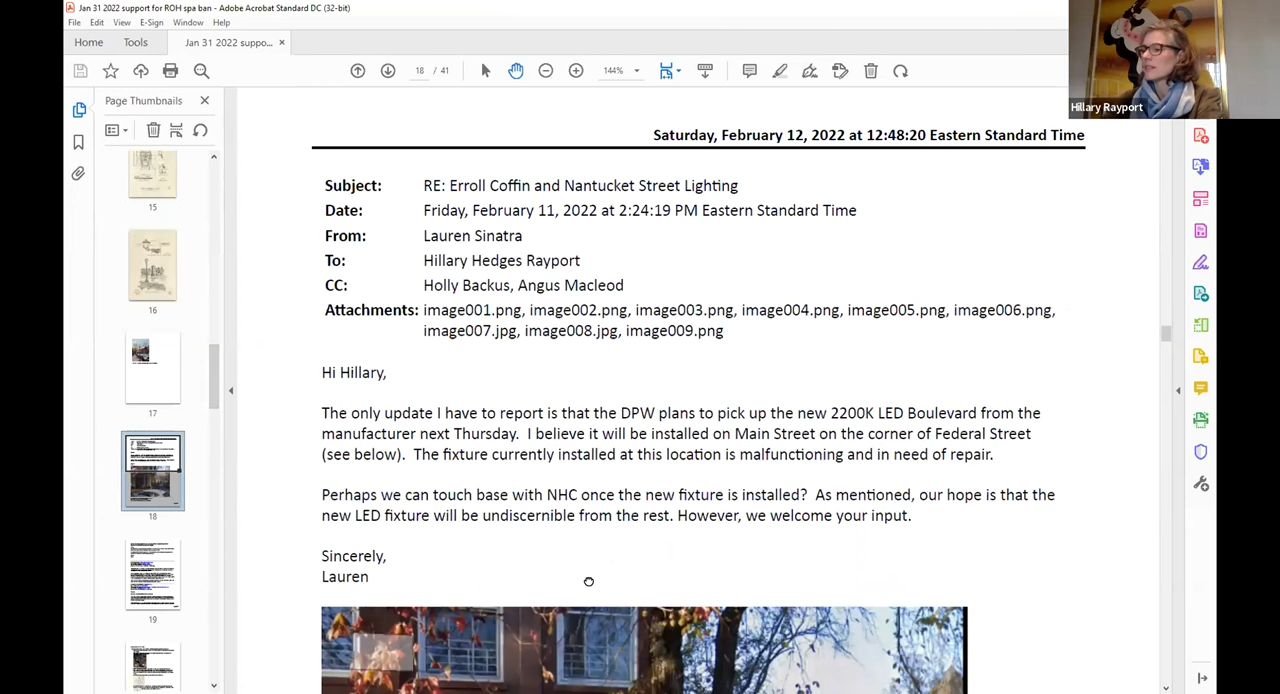 Jan 31 2022 support for ROH spa ban - Adobe Acrobat Standard DC (32-bit)
File Edit View E-Sign Window Help
Home Tools Jan 31 2022 suppo... ×
18 / 41 144%
Hillary Rayport
Page Thumbnails
15
16
17
18
19
Saturday, February 12, 2022 at 12:48:20 Eastern Standard Time
Subject: RE: Erroll Coffin and Nantucket Street Lighting
Date: Friday, February 11, 2022 at 2:24:19 PM Eastern Standard Time
From: Lauren Sinatra
To: Hillary Hedges Rayport
CC: Holly Backus, Angus Macleod
Attachments: image001.png, image002.png, image003.png, image004.png, image005.png, image006.png,
image007.jpg, image008.jpg, image009.png
Hi Hillary,
The only update I have to report is that the DPW plans to pick up the new 2200K LED Boulevard from the
manufacturer next Thursday. I believe it will be installed on Main Street on the corner of Federal Street
(see below). The fixture currently installed at this location is malfunctioning and in need of repair.
Perhaps we can touch base with NHC once the new fixture is installed? As mentioned, our hope is that the
new LED fixture will be undiscernible from the rest. However, we welcome your input.
Sincerely,
Lauren